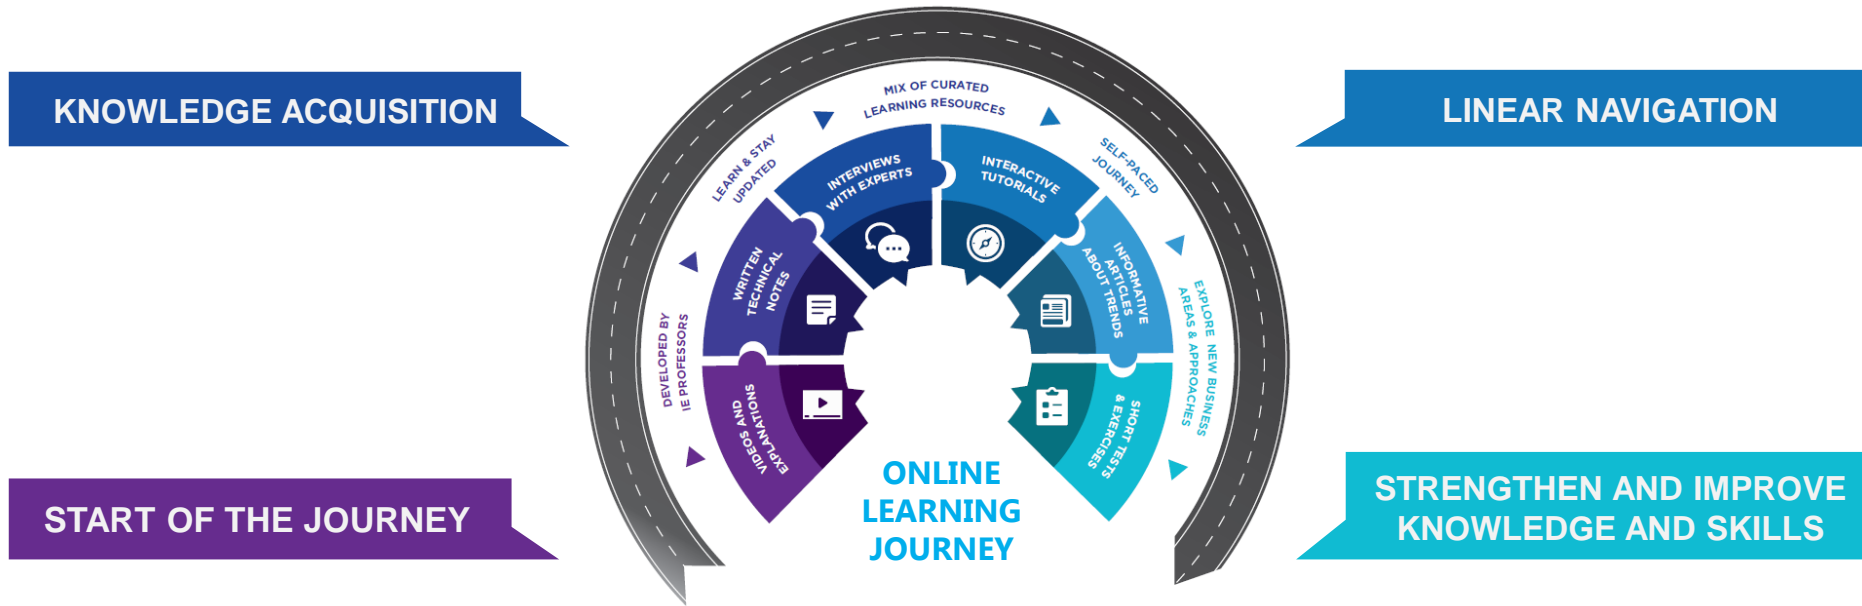 KNOWLEDGE ACQUISITION
START OF THE JOURNEY
DEVELOPED BY
IE PROFESSORS
LEARN & STAY
UPDATED
MIX OF CURATED
LEARNING RESOURCES
SELF-PACED
JOURNEY
EXPLORE NEW BUSINESS
AREAS & APPROACHES
VIDEOS AND
EXPLANATIONS
WRITTEN
TECHNICAL
NOTES
INTERVIEWS
WITH EXPERTS
INTERACTIVE
TUTORIALS
INFORMATIVE
ARTICLES
ABOUT TRENDS
SHORT TESTS
& EXERCISES
ONLINE
LEARNING
JOURNEY
LINEAR NAVIGATION
STRENGTHEN AND IMPROVE
KNOWLEDGE AND SKILLS